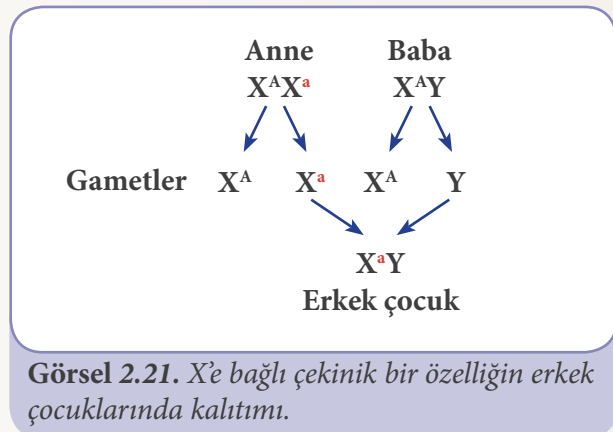 Anne Baba
XᴬXᵃ XᴬY
Gametler Xᴬ Xᵃ Xᴬ Y
XᵃY
Erkek çocuk
Görsel 2.21. X'e bağlı çekinik bir özelliğin erkek
çocuklarında kalıtımı.